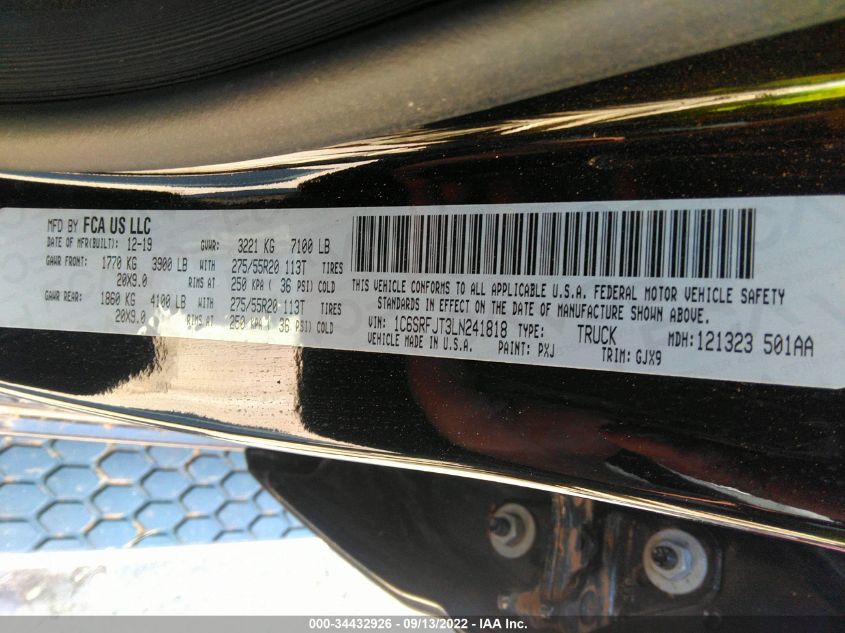 MFD BY FCA US LLC
DATE OF MFR(BUILT): 12-19 GVWR: 3221 KG 7100 LB
GAWR FRONT: 1770 KG 3900 LB WITH 275/55R20 113T TIRES
20X9.0 RIMS AT 250 KPA ( 36 PSI) COLD
GAWR REAR: 1860 KG 4100 LB WITH 275/55R20 113T TIRES
20X9.0 RIMS AT 250 KPA ( 36 PSI) COLD
THIS VEHICLE CONFORMS TO ALL APPLICABLE U.S.A. FEDERAL MOTOR VEHICLE SAFETY
STANDARDS IN EFFECT ON THE DATE OF MANUFACTURE SHOWN ABOVE.
VIN: 1C6SRFJT3LN241818 TYPE: TRUCK MDH: 121323 501AA
VEHICLE MADE IN U.S.A. PAINT: PXJ TRIM: GJX9
000-34432926 - 09/13/2022 - IAA Inc.